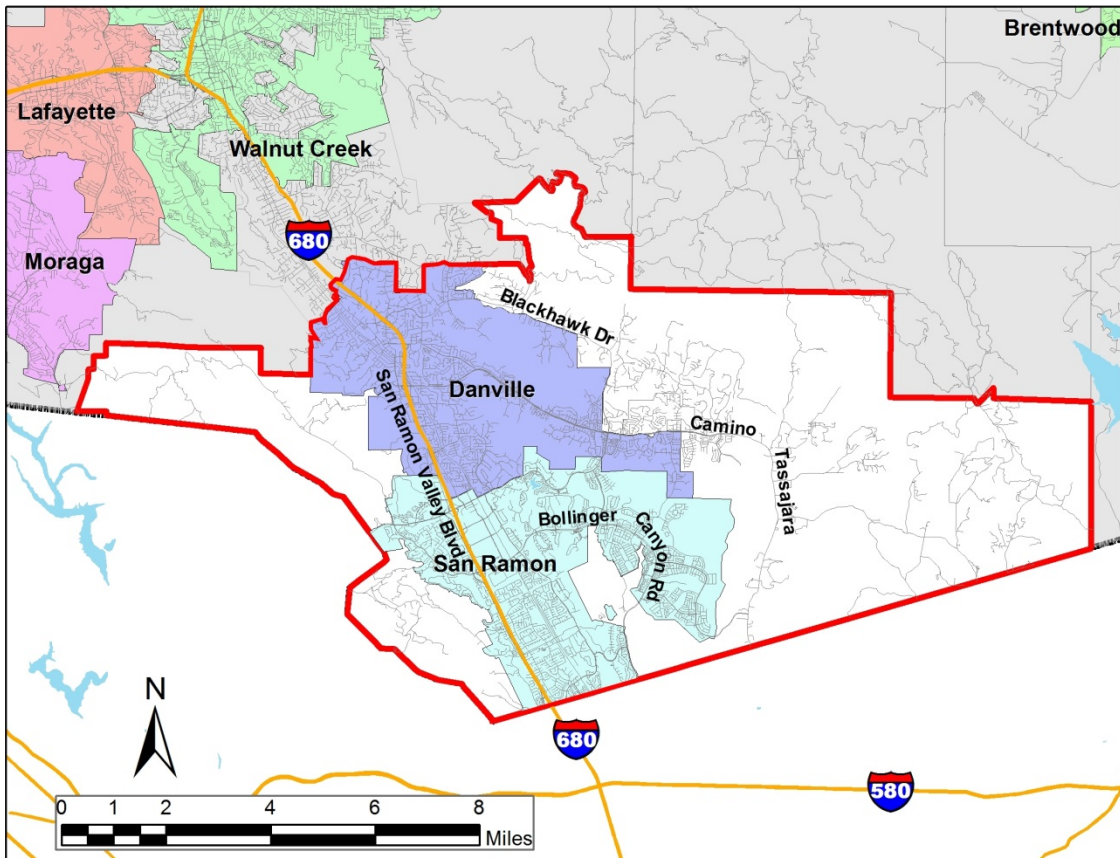 Brentwood
Lafayette
Walnut Creek
680
Moraga
Blackhawk Dr
San Ramon Valley Blvd
Danville
Camino
Tassajara
Bollinger
Canyon Rd
San Ramon
N
680
580
0 1 2 4 6 8
Miles